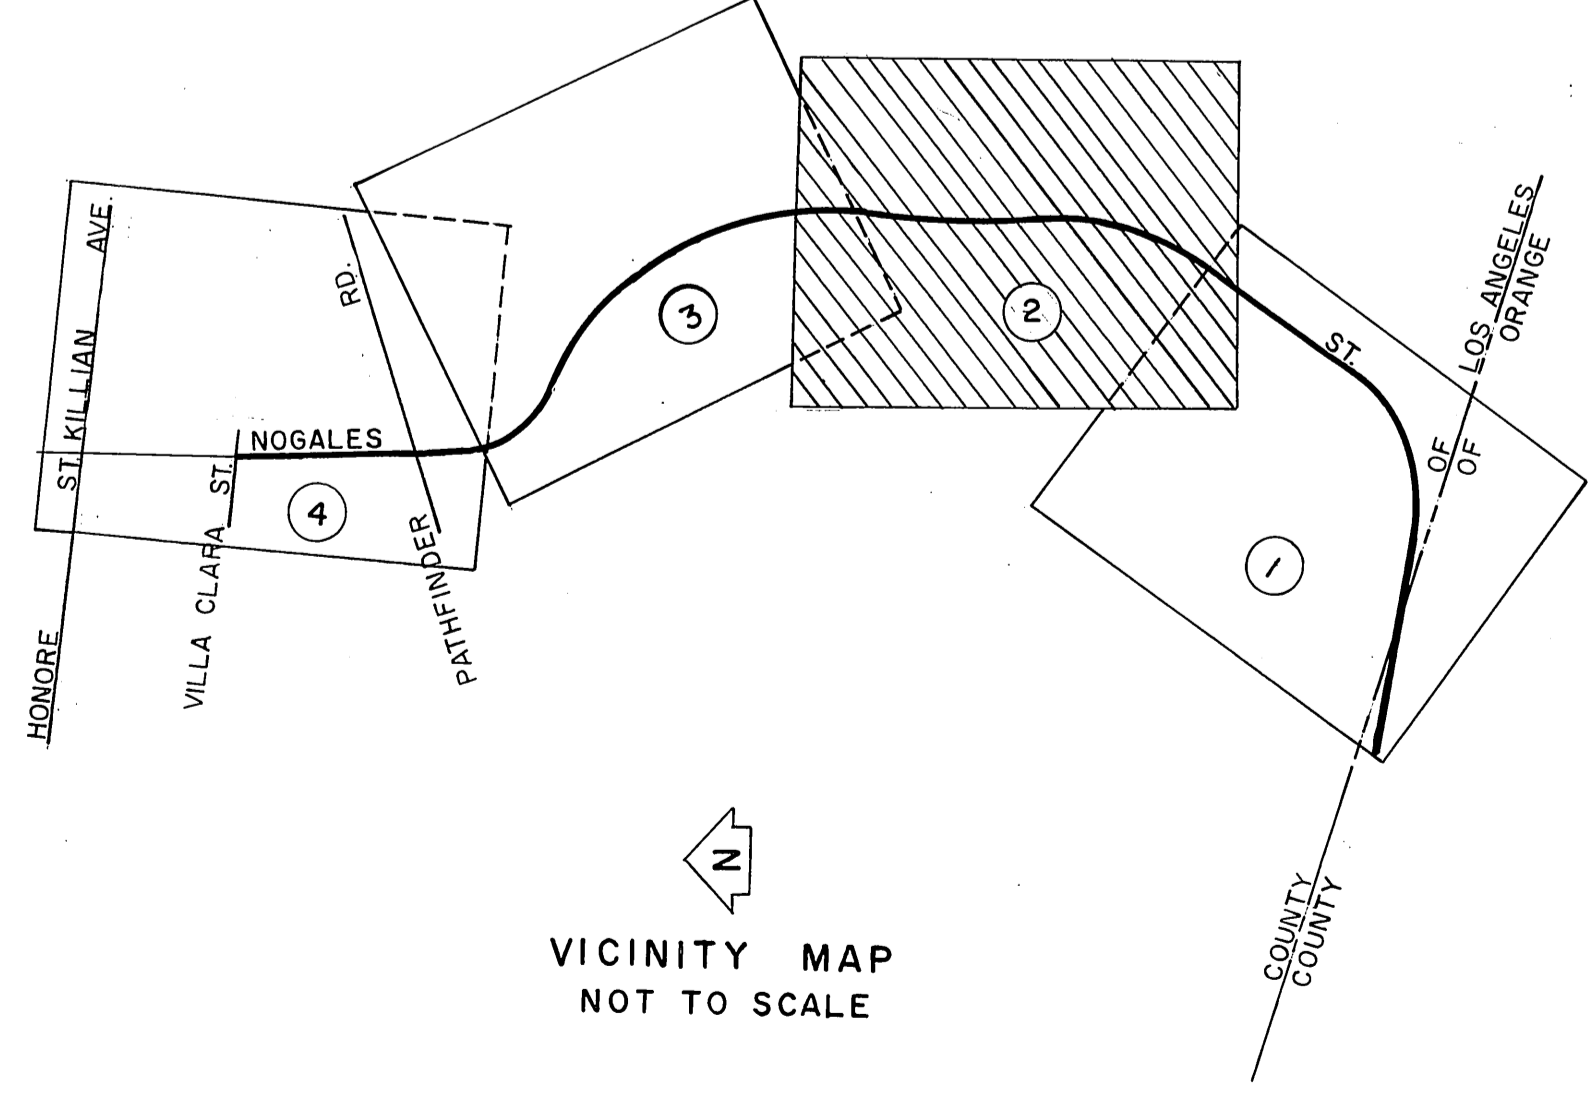 ST. KILLIAN AVE.
HONORE
VILLA CLARA ST.
NOGALES
ST.
PATHFINDER RD.
4
3
2
1
COUNTY OF LOS ANGELES
COUNTY OF ORANGE
N
VICINITY MAP
NOT TO SCALE